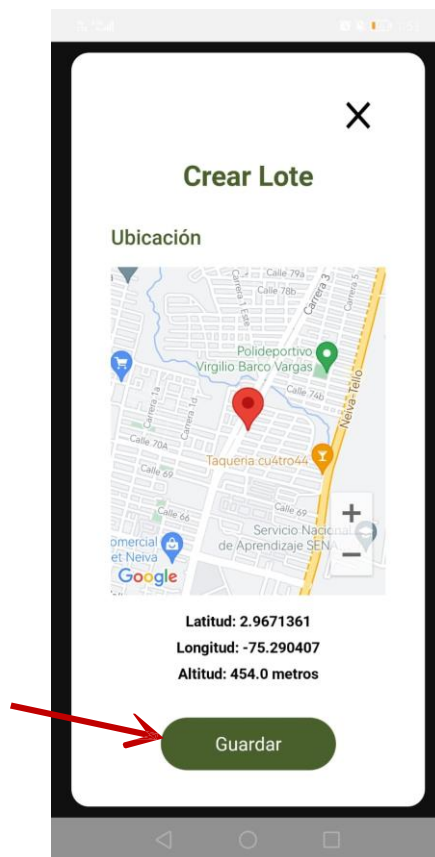 Crear Lote
Ubicación
Calle 79a
Calle 78b
Carrera 3
Carrera 5
Carrera 1 Este
Polideportivo
Virgilio Barco Vargas
Calle 74b
Neiva-Tello
Carrera 1a
Carrera 1d
Calle 70A
Taqueria cu4tro44
Calle 69
Calle 69
Calle 66
Servicio Nacional
de Aprendizaje SENA
omercial
et Neiva
Google
+
−
Latitud: 2.9671361
Longitud: -75.290407
Altitud: 454.0 metros
Guardar